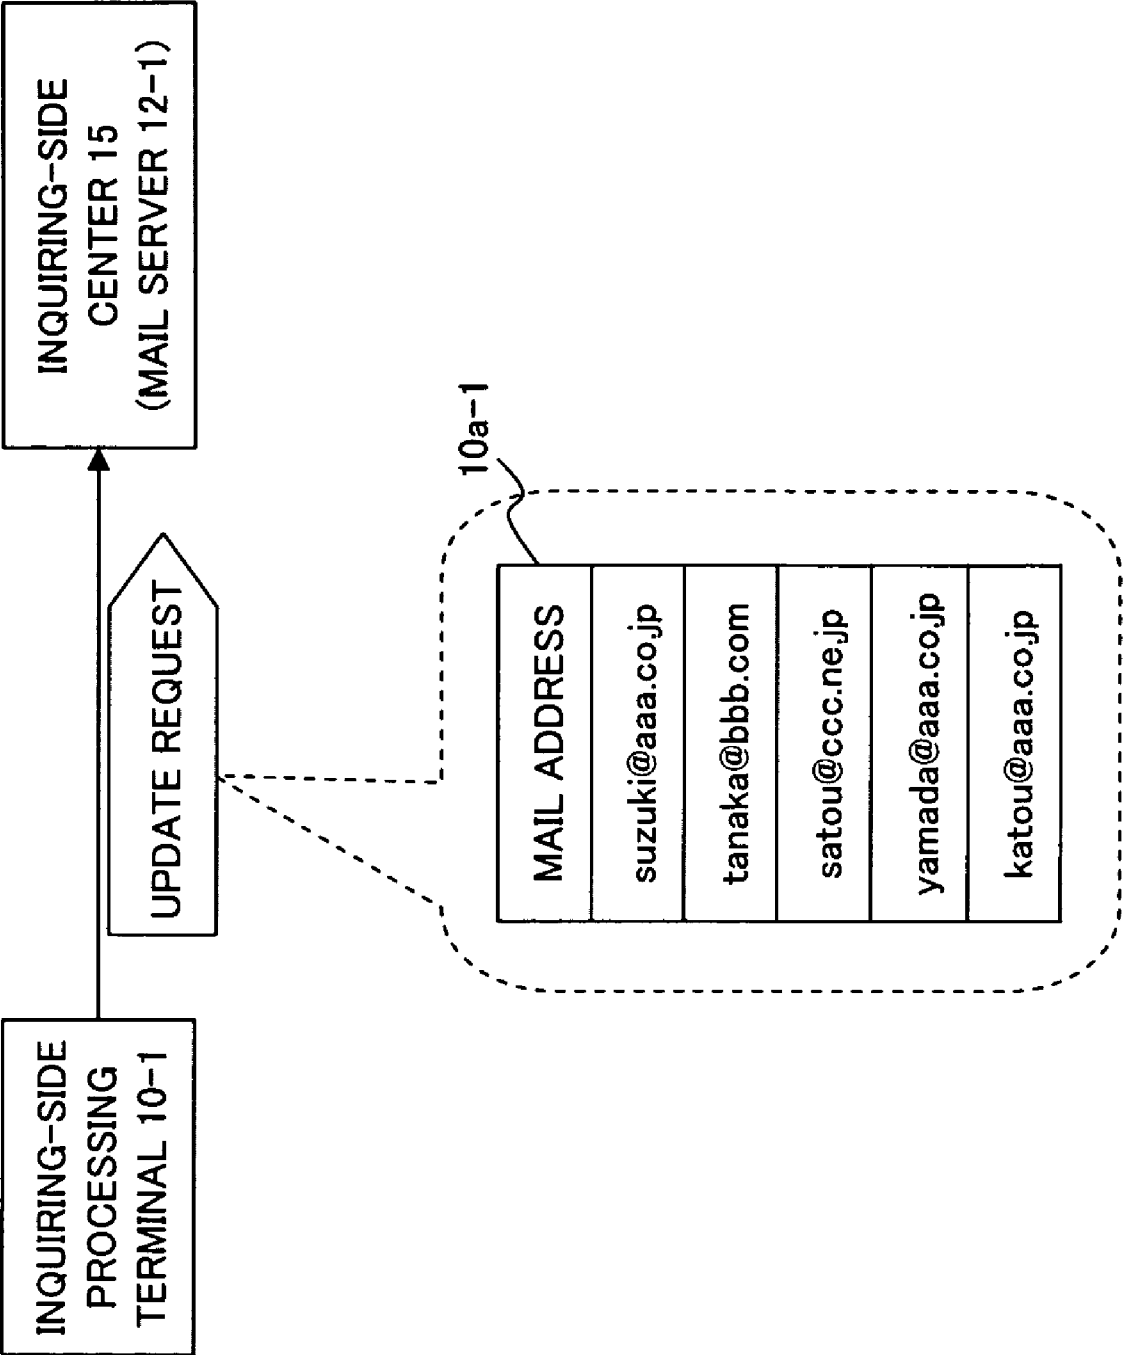 INQUIRING-SIDE
PROCESSING
TERMINAL 10-1
UPDATE REQUEST
INQUIRING-SIDE
CENTER 15
(MAIL SERVER 12-1)
10a-1
MAIL ADDRESS
suzuki@aaa.co.jp
tanaka@bbb.com
satou@ccc.ne.jp
yamada@aaa.co.jp
katou@aaa.co.jp